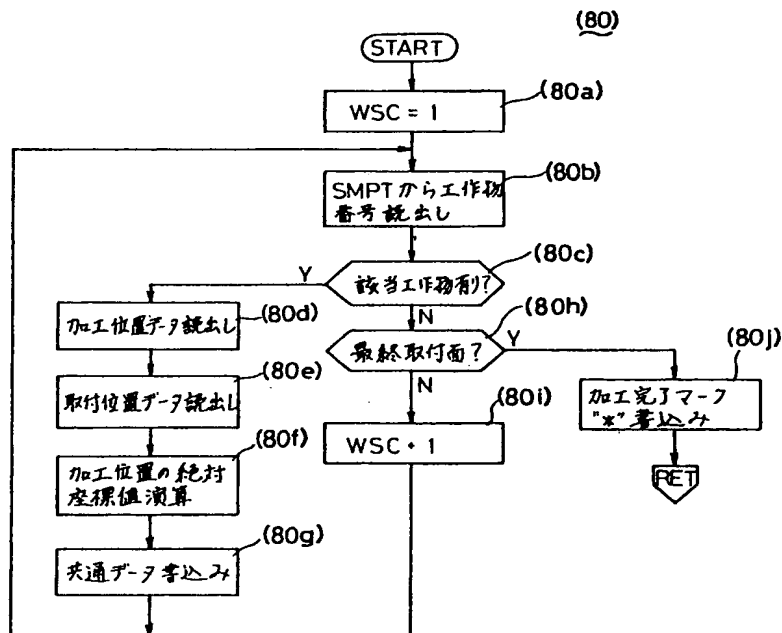 (80)
START
(80a)
WSC = 1
(80b)
SMPTから工作物
番号読出し
(80c)
Y
該当工作物有り?
N
(80d)
加工位置データ読出し
(80h)
最終取付面?
Y
N
(80j)
加工完了マーク
"*"書込み
(80e)
取付位置データ読出し
(80i)
WSC + 1
RET
(80f)
加工位置の絶対
座標値演算
(80g)
共通データ書込み